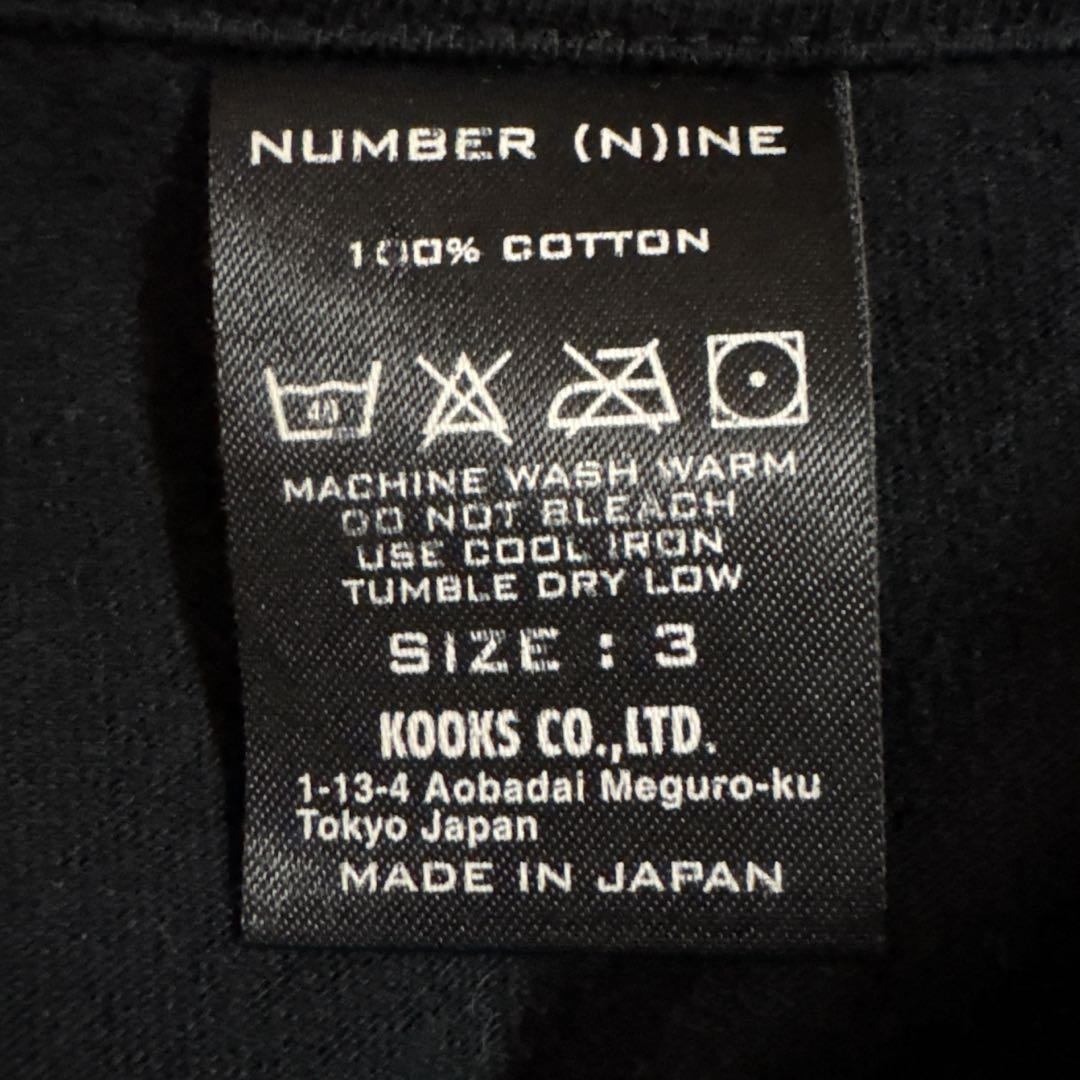 NUMBER (N)INE
100% COTTON
40
MACHINE WASH WARM
DO NOT BLEACH
USE COOL IRON
TUMBLE DRY LOW
SIZE : 3
KOOKS CO.,LTD.
1-13-4 Aobadai Meguro-ku
Tokyo Japan
MADE IN JAPAN